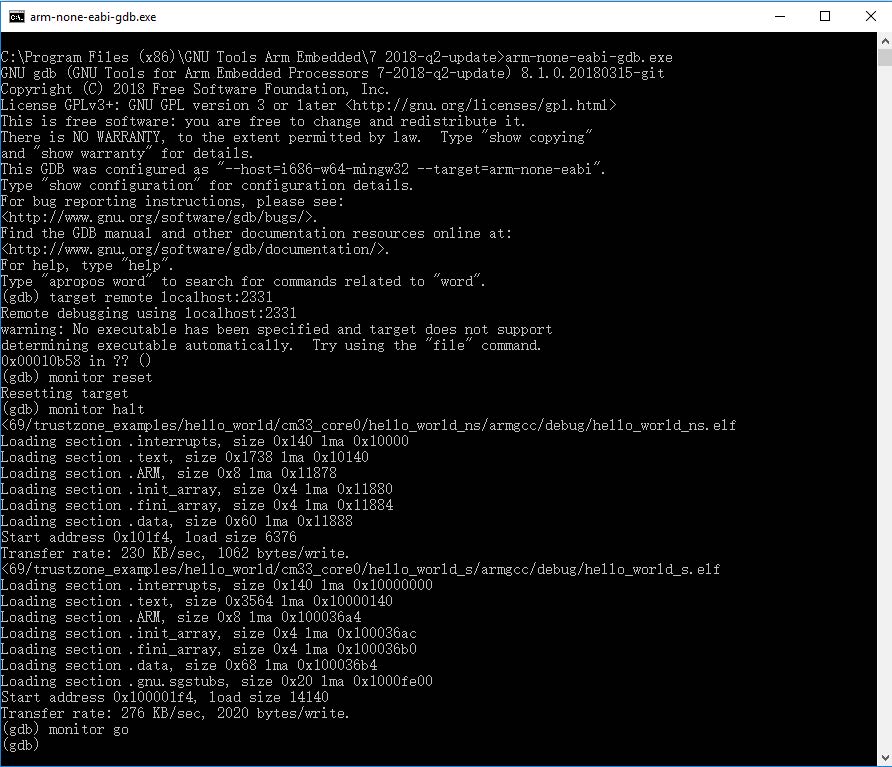 arm-none-eabi-gdb.exe
C:\Program Files (x86)\GNU Tools Arm Embedded\7 2018-q2-update>arm-none-eabi-gdb.exe
GNU gdb (GNU Tools for Arm Embedded Processors 7-2018-q2-update) 8.1.0.20180315-git
Copyright (C) 2018 Free Software Foundation, Inc.
License GPLv3+: GNU GPL version 3 or later <http://gnu.org/licenses/gpl.html>
This is free software: you are free to change and redistribute it.
There is NO WARRANTY, to the extent permitted by law.  Type "show copying"
and "show warranty" for details.
This GDB was configured as "--host=i686-w64-mingw32 --target=arm-none-eabi".
Type "show configuration" for configuration details.
For bug reporting instructions, please see:
<http://www.gnu.org/software/gdb/bugs/>.
Find the GDB manual and other documentation resources online at:
<http://www.gnu.org/software/gdb/documentation/>.
For help, type "help".
Type "apropos word" to search for commands related to "word".
(gdb) target remote localhost:2331
Remote debugging using localhost:2331
warning: No executable has been specified and target does not support
determining executable automatically.  Try using the "file" command.
0x00010b58 in ?? ()
(gdb) monitor reset
Resetting target
(gdb) monitor halt
<69/trustzone_examples/hello_world/cm33_core0/hello_world_ns/armgcc/debug/hello_world_ns.elf
Loading section .interrupts, size 0x140 lma 0x10000
Loading section .text, size 0x1738 lma 0x10140
Loading section .ARM, size 0x8 lma 0x11878
Loading section .init_array, size 0x4 lma 0x11880
Loading section .fini_array, size 0x4 lma 0x11884
Loading section .data, size 0x60 lma 0x11888
Start address 0x101f4, load size 6376
Transfer rate: 230 KB/sec, 1062 bytes/write.
<69/trustzone_examples/hello_world/cm33_core0/hello_world_s/armgcc/debug/hello_world_s.elf
Loading section .interrupts, size 0x140 lma 0x10000000
Loading section .text, size 0x3564 lma 0x10000140
Loading section .ARM, size 0x8 lma 0x100036a4
Loading section .init_array, size 0x4 lma 0x100036ac
Loading section .fini_array, size 0x4 lma 0x100036b0
Loading section .data, size 0x68 lma 0x100036b4
Loading section .gnu.sgstubs, size 0x20 lma 0x1000fe00
Start address 0x100001f4, load size 14140
Transfer rate: 276 KB/sec, 2020 bytes/write.
(gdb) monitor go
(gdb)